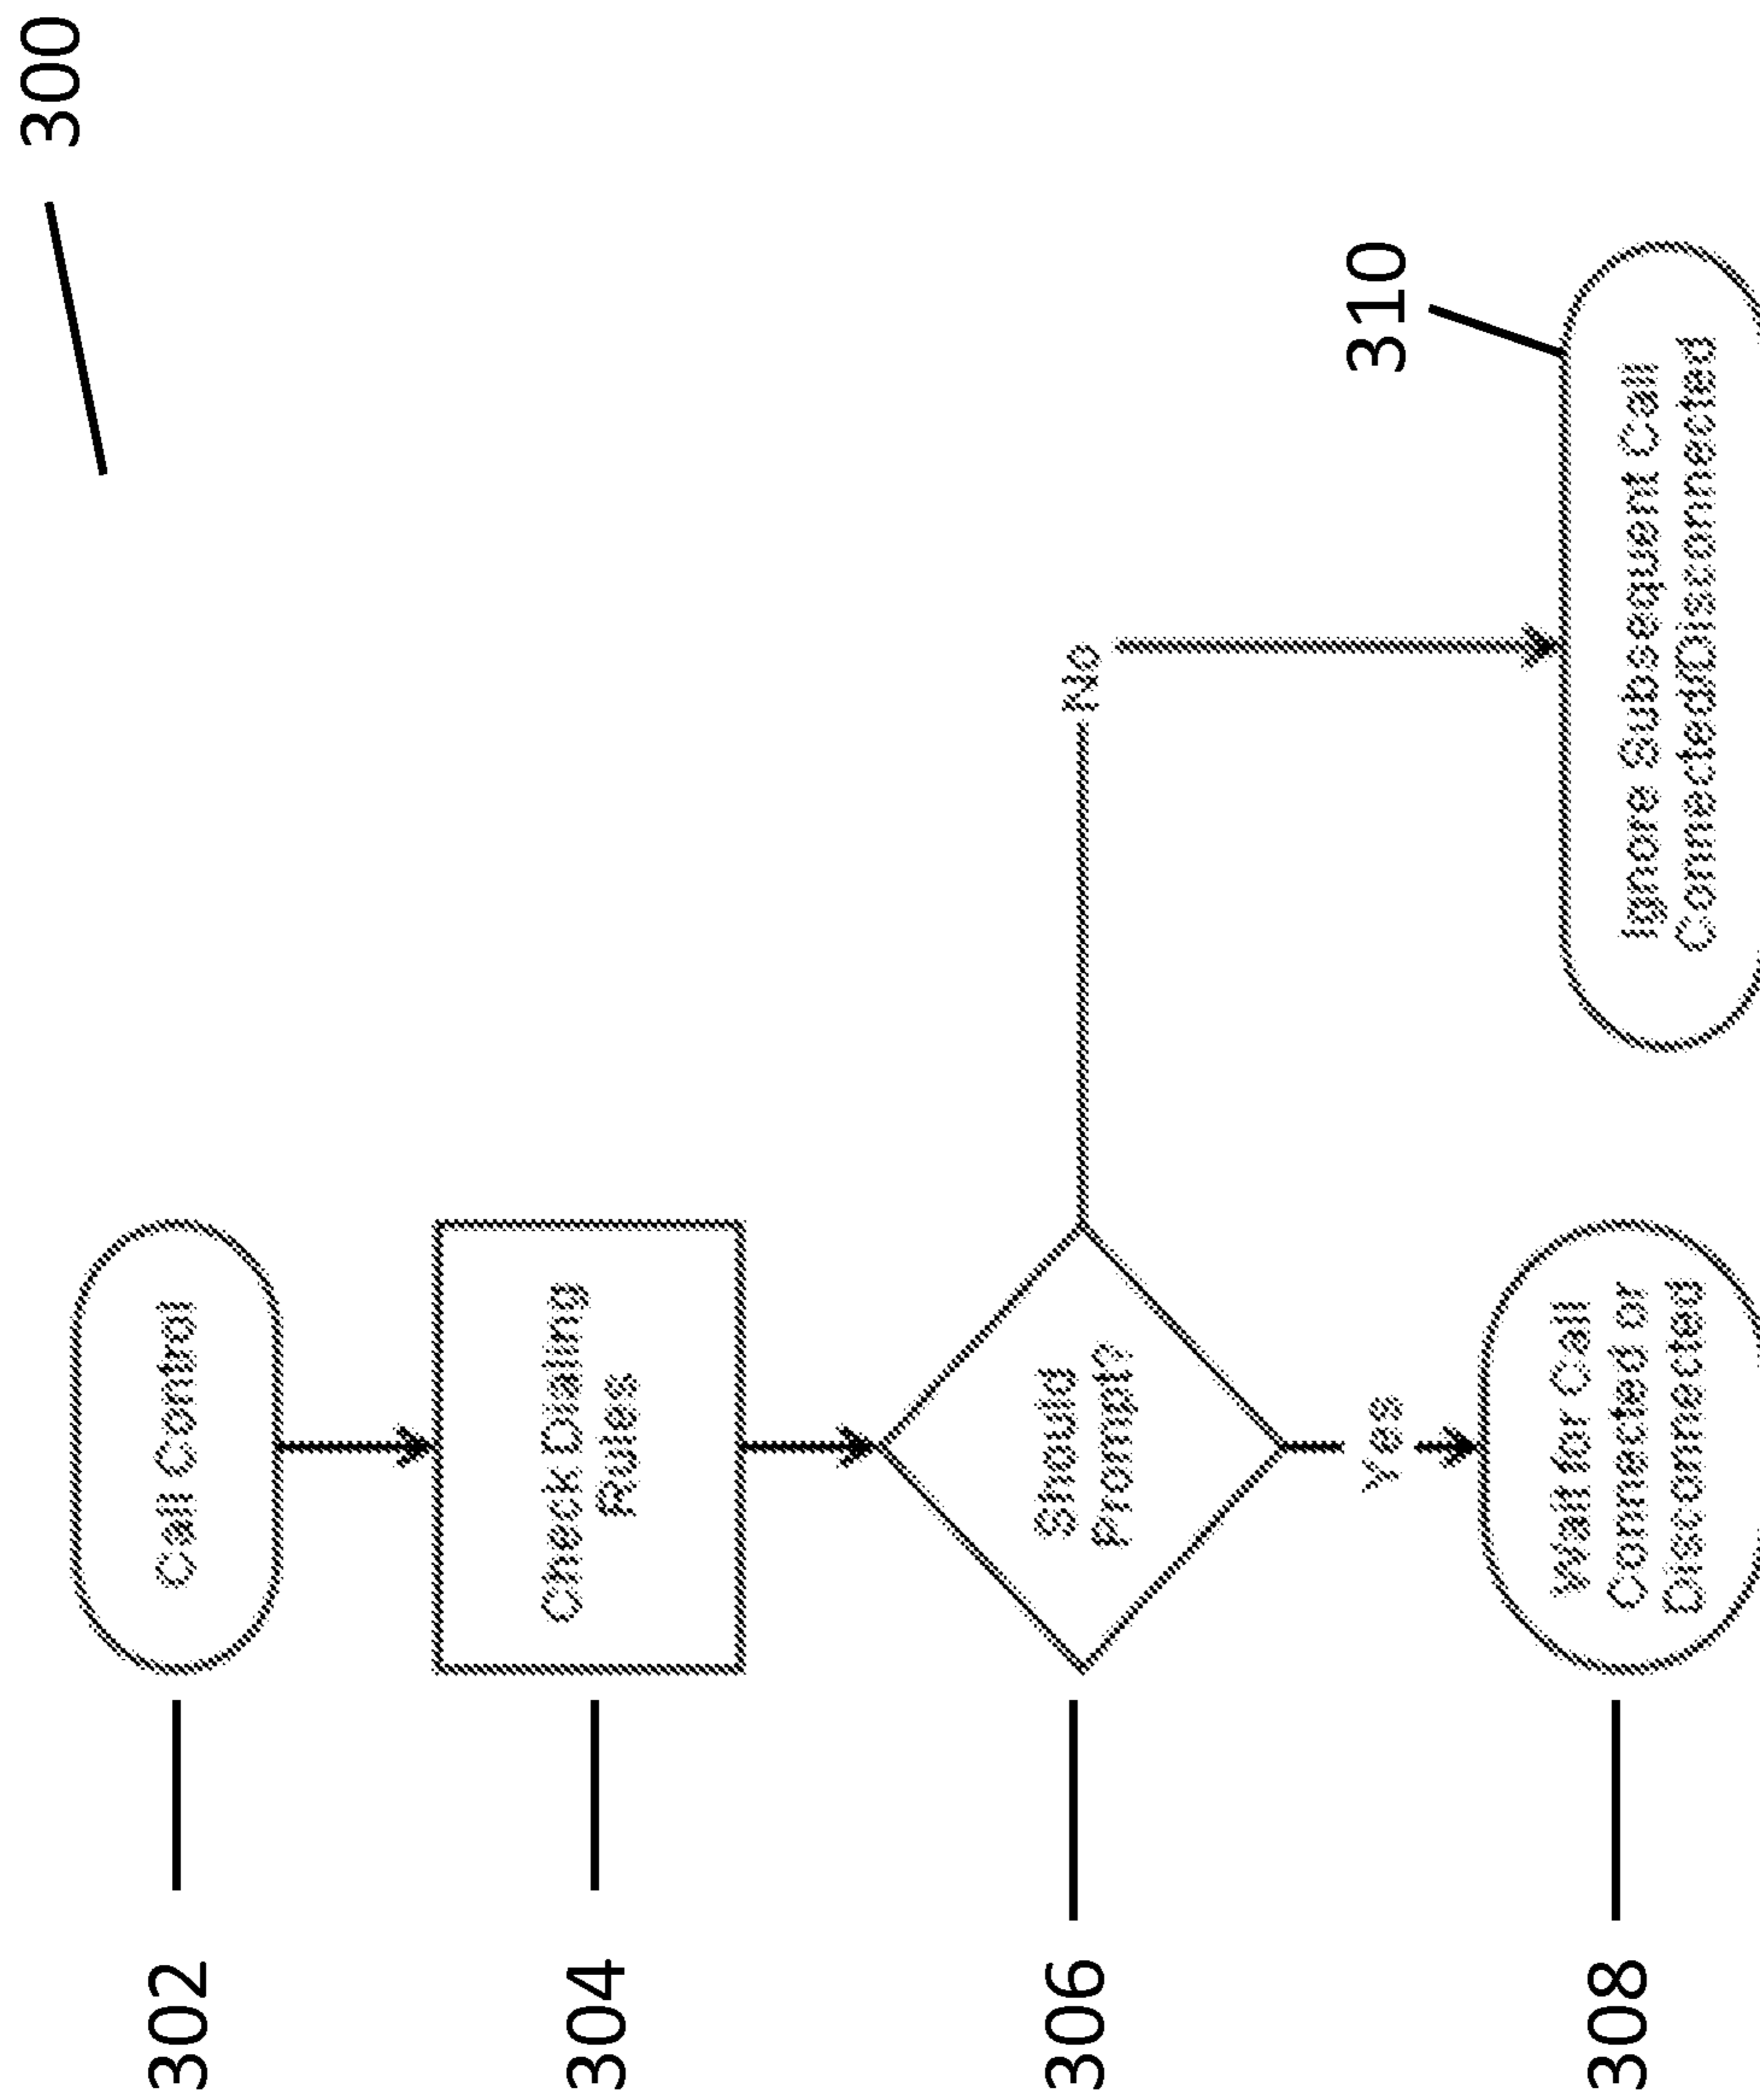 300
302
Call Control
304
Check Dialing
Rules
306
Should
Prompt?
No
Yes
308
Wait for Call
Connected or
Disconnected
310
Ignore Subsequent Call
Connected/Disconnected